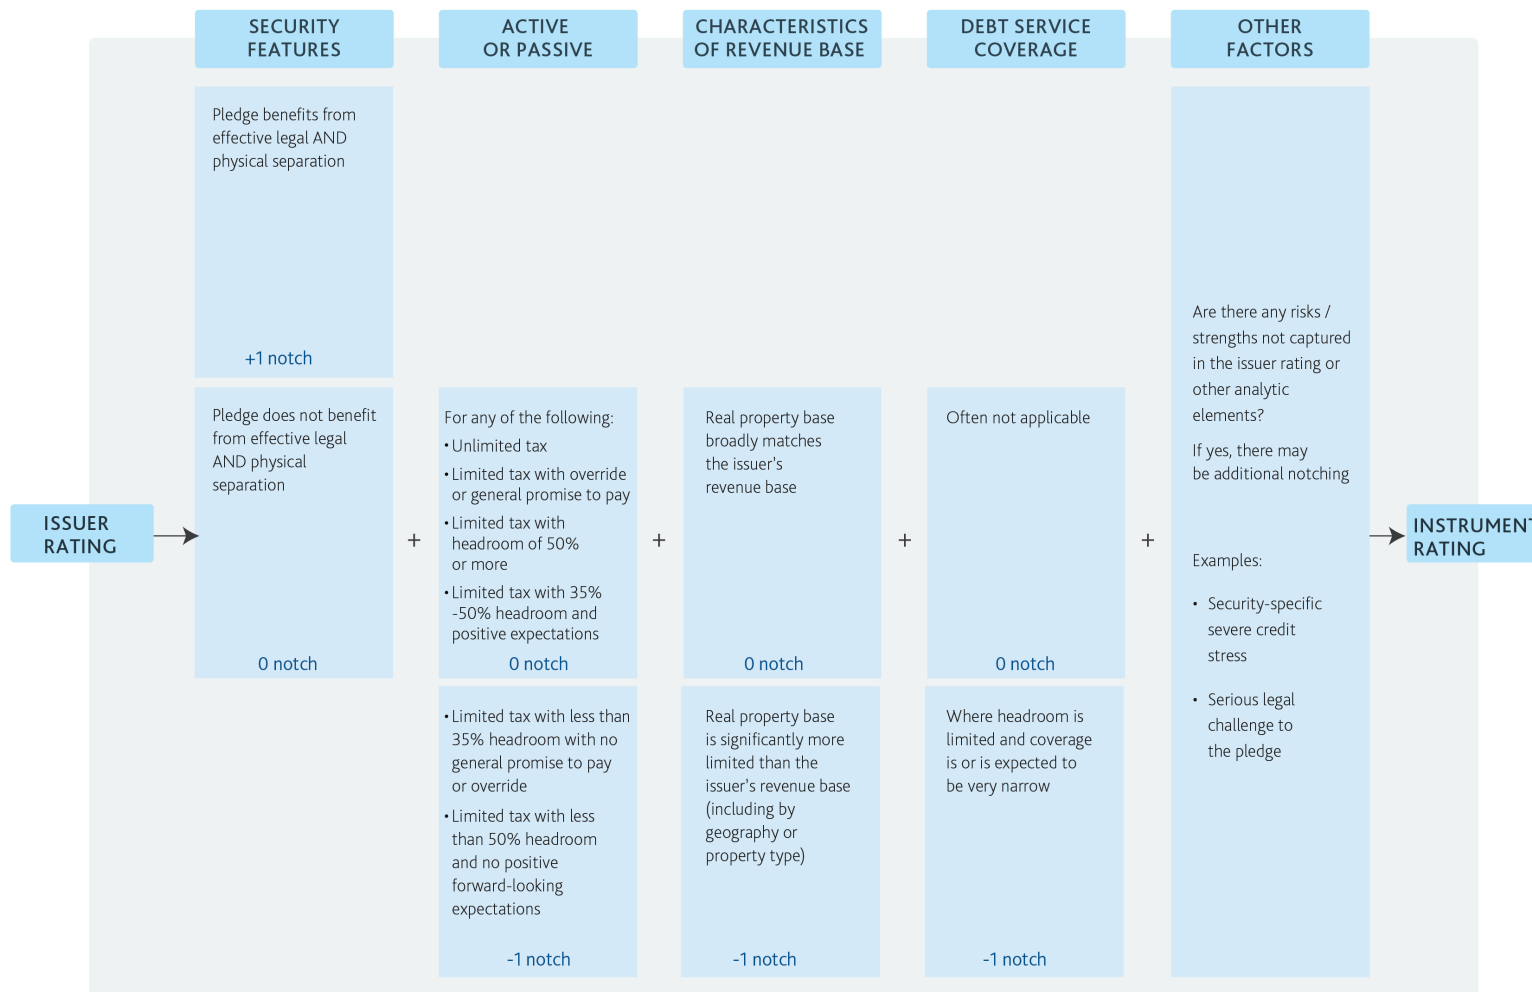 SECURITY
FEATURES
ACTIVE
OR PASSIVE
CHARACTERISTICS
OF REVENUE BASE
DEBT SERVICE
COVERAGE
OTHER
FACTORS
ISSUER
RATING
Pledge benefits from
effective legal AND
physical separation
+1 notch
Pledge does not benefit
from effective legal
AND physical
separation
0 notch
+
For any of the following:
• Unlimited tax
• Limited tax with override
or general promise to pay
• Limited tax with
headroom of 50%
or more
• Limited tax with 35%
-50% headroom and
positive expectations
0 notch
• Limited tax with less than
35% headroom with no
general promise to pay
or override
• Limited tax with less
than 50% headroom
and no positive
forward-looking
expectations
-1 notch
+
Real property base
broadly matches
the issuer's
revenue base
0 notch
Real property base
is significantly more
limited than the
issuer's revenue base
(including by
geography or
property type)
-1 notch
+
Often not applicable
0 notch
Where headroom is
limited and coverage
is or is expected to
be very narrow
-1 notch
+
Are there any risks /
strengths not captured
in the issuer rating or
other analytic
elements?
If yes, there may
be additional notching
Examples:
• Security-specific
severe credit
stress
• Serious legal
challenge to
the pledge
INSTRUMENT
RATING